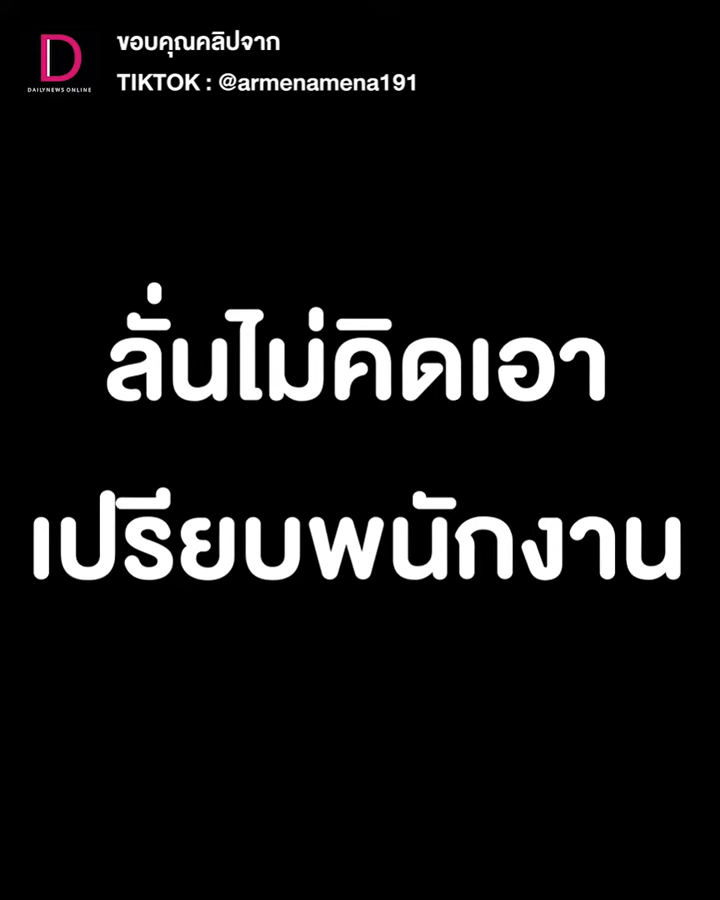 ขอบคุณคลิปจาก
TIKTOK : @armenamena191
D
DAILYNEWS ONLINE
ลั่นไม่คิดเอา
เปรียบพนักงาน